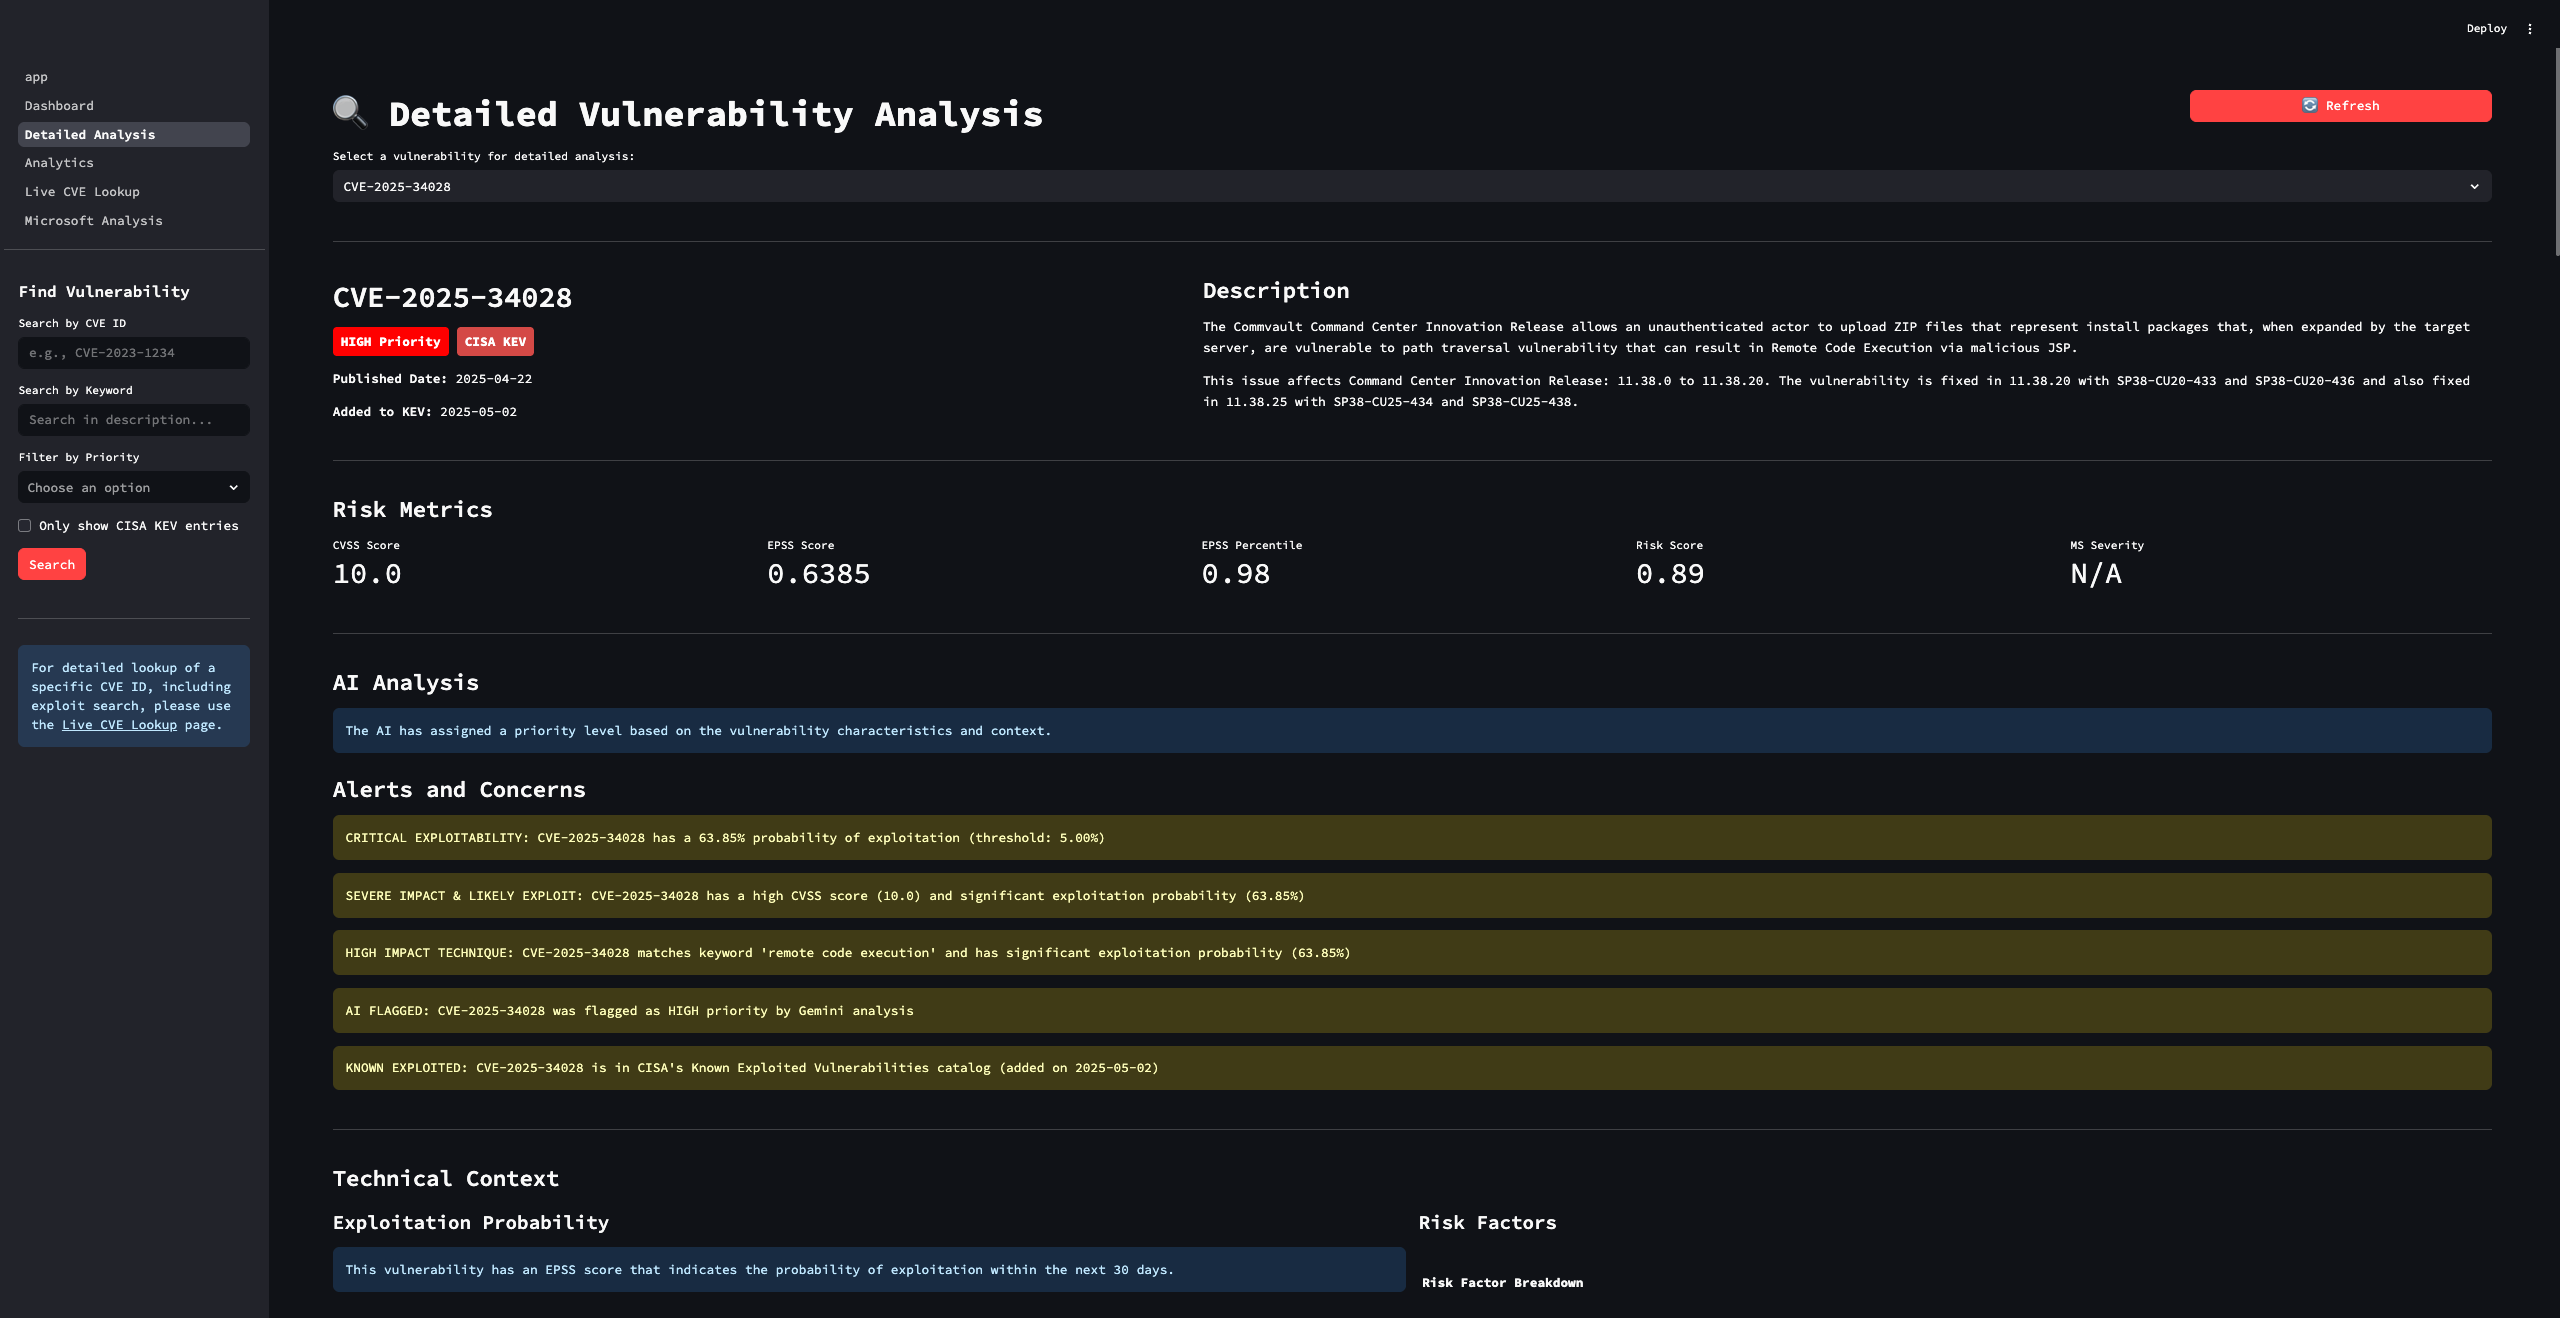 Deploy
app
Dashboard
Detailed Analysis
Analytics
Live CVE Lookup
Microsoft Analysis
Find Vulnerability
Search by CVE ID
e.g., CVE-2023-1234
Search by Keyword
Search in description...
Filter by Priority
Choose an option
Only show CISA KEV entries
Search
For detailed lookup of a
specific CVE ID, including
exploit search, please use
the Live CVE Lookup page.
Detailed Vulnerability Analysis
Refresh
Select a vulnerability for detailed analysis:
CVE-2025-34028
CVE-2025-34028
HIGH Priority CISA KEV
Published Date: 2025-04-22
Added to KEV: 2025-05-02
Description
The Commvault Command Center Innovation Release allows an unauthenticated actor to upload ZIP files that represent install packages that, when expanded by the target
server, are vulnerable to path traversal vulnerability that can result in Remote Code Execution via malicious JSP.
This issue affects Command Center Innovation Release: 11.38.0 to 11.38.20. The vulnerability is fixed in 11.38.20 with SP38-CU20-433 and SP38-CU20-436 and also fixed
in 11.38.25 with SP38-CU25-434 and SP38-CU25-438.
Risk Metrics
CVSS Score
10.0
EPSS Score
0.6385
EPSS Percentile
0.98
Risk Score
0.89
MS Severity
N/A
AI Analysis
The AI has assigned a priority level based on the vulnerability characteristics and context.
Alerts and Concerns
CRITICAL EXPLOITABILITY: CVE-2025-34028 has a 63.85% probability of exploitation (threshold: 5.00%)
SEVERE IMPACT & LIKELY EXPLOIT: CVE-2025-34028 has a high CVSS score (10.0) and significant exploitation probability (63.85%)
HIGH IMPACT TECHNIQUE: CVE-2025-34028 matches keyword 'remote code execution' and has significant exploitation probability (63.85%)
AI FLAGGED: CVE-2025-34028 was flagged as HIGH priority by Gemini analysis
KNOWN EXPLOITED: CVE-2025-34028 is in CISA's Known Exploited Vulnerabilities catalog (added on 2025-05-02)
Technical Context
Exploitation Probability
This vulnerability has an EPSS score that indicates the probability of exploitation within the next 30 days.
Risk Factors
Risk Factor Breakdown